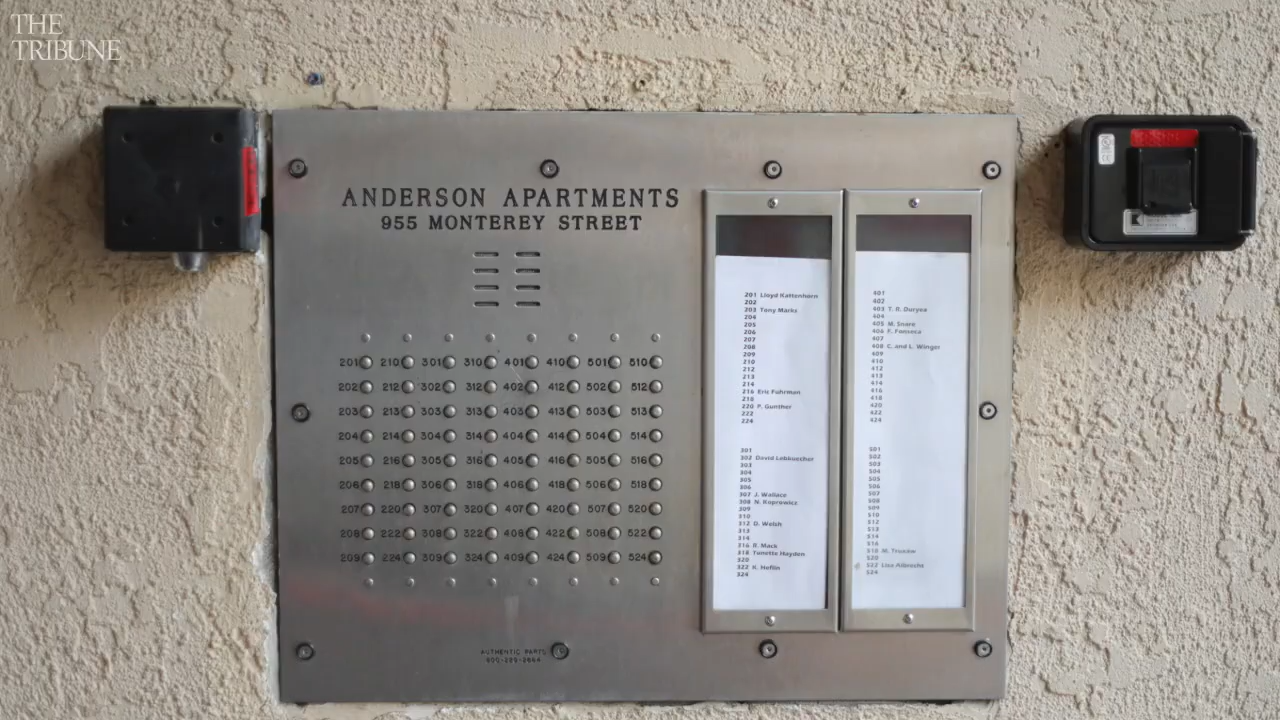 THE
TRIBUNE
ANDERSON APARTMENTS
955 MONTEREY STREET
201 210 301 310 401 410 501 510
202 212 302 312 402 412 502 512
203 213 303 313 403 413 503 513
204 214 304 314 404 414 504 514
205 216 305 316 405 416 505 516
206 218 306 318 406 418 506 518
207 220 307 320 407 420 507 520
208 222 308 322 408 422 508 522
209 224 309 324 409 424 509 524
AUTHENTIC PARTS
201 Lloyd Kattenhorn
202
203 Tony Marks
204
205
206
207
208
209
210
212
213
214
216 Eric Fuhrman
218
220 P. Gunther
222
224
301
302 David
303
304
305
306
307 J. Wallace
308 N. Koprowicz
309
310
312 D. Welsh
313
314
316 R. Mack
318 Tonette Hayden
320
322 K. Heflin
324
401
402
403 T. R. Duryea
404
405 M. Snare
406 F. Fonseca
407
408 C. and L. Winger
409
410
412
413
414
416
418
420
422
424
501
502
503
504
505
506
507
508
509
510
512
513
514
516
518 M. Truxaw
520
522 Lisa Albrecht
524